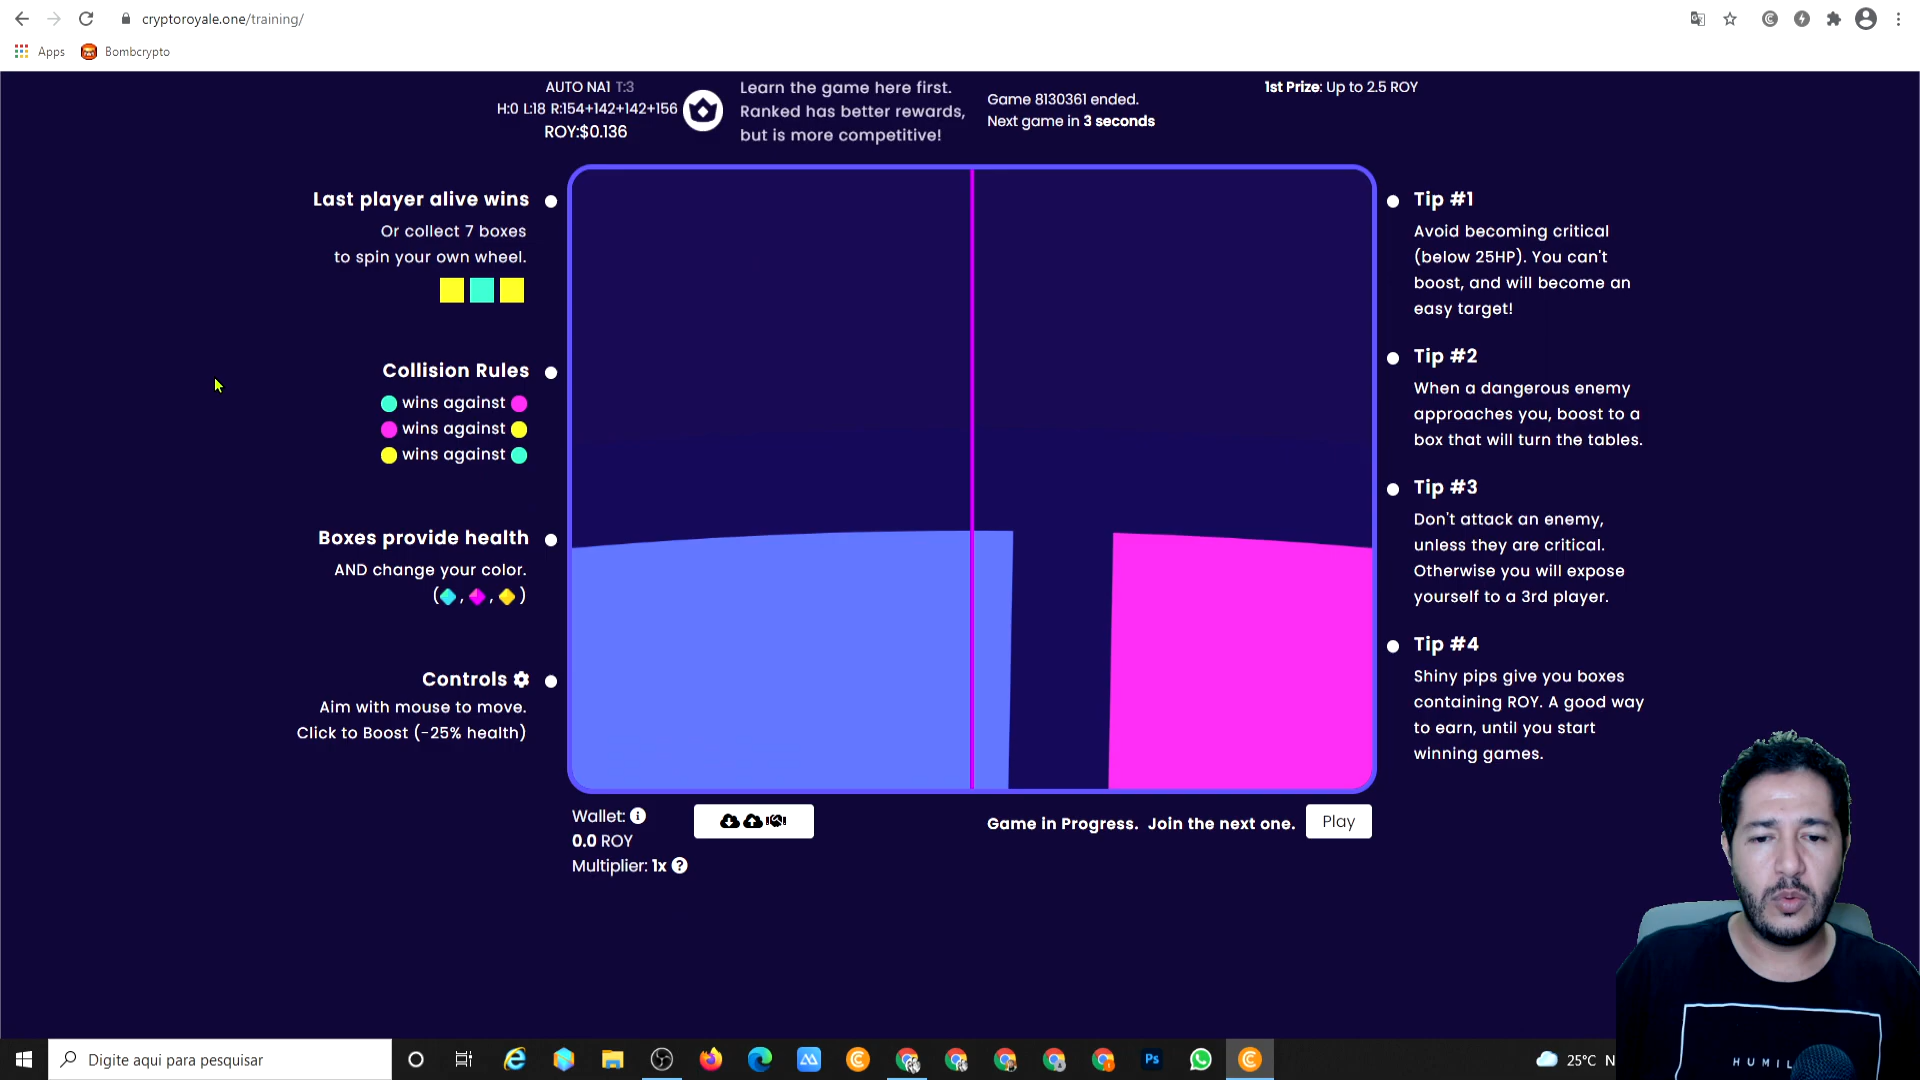 cryptoroyale.one/training/
Apps
Bombcrypto
AUTO NA1 T:3
H:0 L:18 R:154+142+142+156
ROY:$0.136
Learn the game here first.
Ranked has better rewards,
but is more competitive!
Game 8130361 ended.
Next game in 3 seconds
1st Prize: Up to 2.5 ROY
Last player alive wins
Or collect 7 boxes
to spin your own wheel.
Collision Rules
wins against
wins against
wins against
Boxes provide health
AND change your color.
( , , )
Controls
Aim with mouse to move.
Click to Boost (-25% health)
Tip #1
Avoid becoming critical
(below 25HP). You can't
boost, and will become an
easy target!
Tip #2
When a dangerous enemy
approaches you, boost to a
box that will turn the tables.
Tip #3
Don't attack an enemy,
unless they are critical.
Otherwise you will expose
yourself to a 3rd player.
Tip #4
Shiny pips give you boxes
containing ROY. A good way
to earn, until you start
winning games.
Wallet:
0.0 ROY
Multiplier: 1x
Game in Progress. Join the next one.
Play
HUMIL
Digite aqui para pesquisar
Ps
25°C N